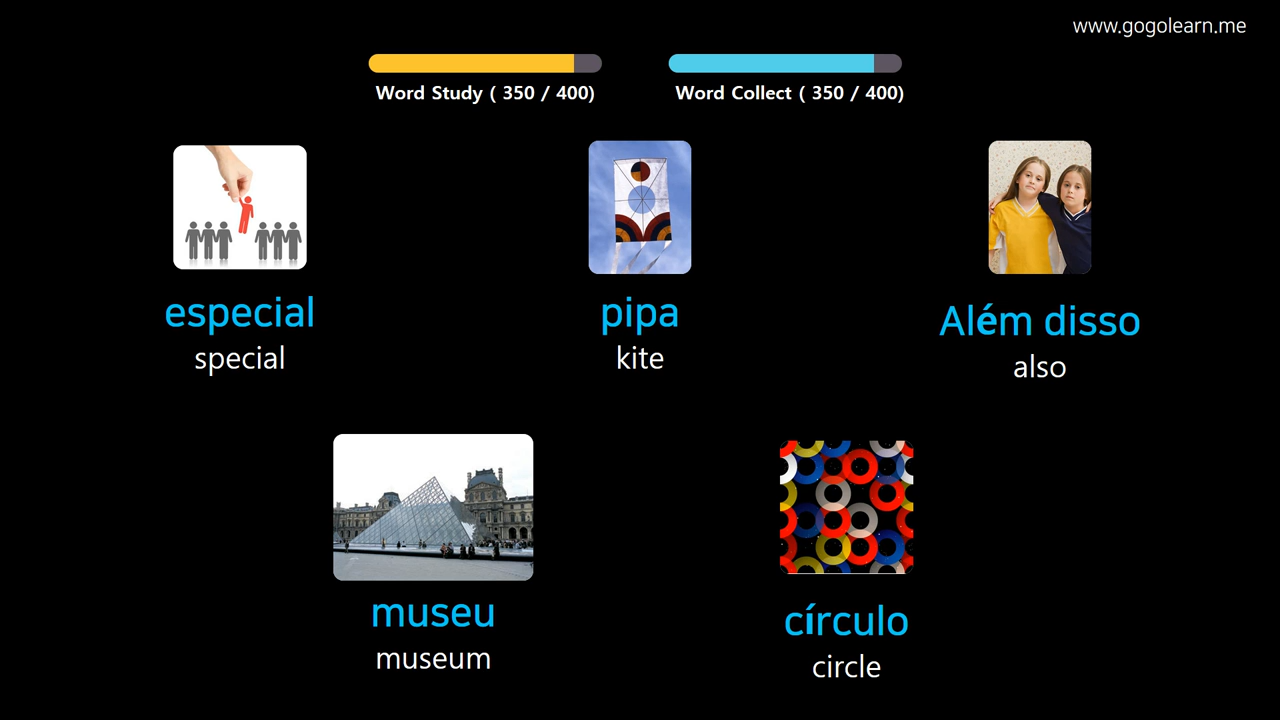 www.gogolearn.me
Word Study ( 350 / 400)
Word Collect ( 350 / 400)
especial
special
pipa
kite
Além disso
also
museu
museum
círculo
circle